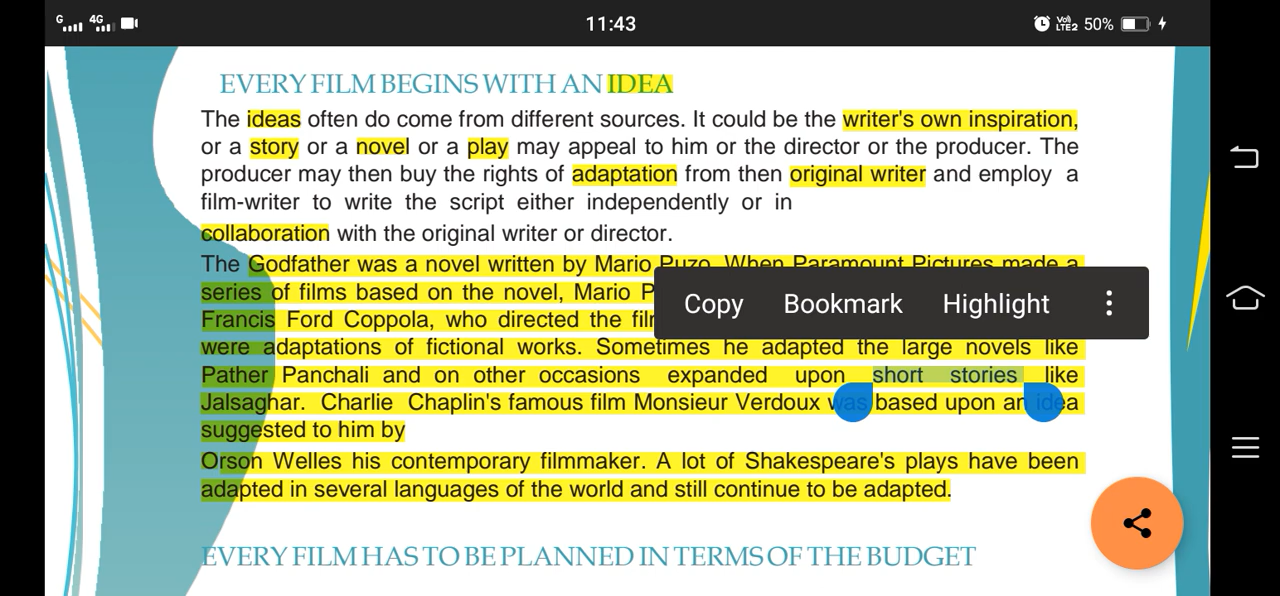 G 4G 11:43 Vo) LTE2 50%
EVERY FILM BEGINS WITH AN IDEA
The ideas often do come from different sources. It could be the writer's own inspiration,
or a story or a novel or a play may appeal to him or the director or the producer. The
producer may then buy the rights of adaptation from then original writer and employ a
film-writer to write the script either independently or in
collaboration with the original writer or director.
The Godfather was a novel written by Mario Puzo. When Paramount Pictures made a
series of films based on the novel, Mario P
Copy Bookmark Highlight
Francis Ford Coppola, who directed the
were adaptations of fictional works. Sometimes he adapted the large novels like
Pather Panchali and on other occasions expanded upon short stories like
Jalsaghar. Charlie Chaplin's famous film Monsieur Verdoux was based upon an idea
suggested to him by
Orson Welles his contemporary filmmaker. A lot of Shakespeare's plays have been
adapted in several languages of the world and still continue to be adapted.
EVERY FILM HAS TO BE PLANNED IN TERMS OF THE BUDGET